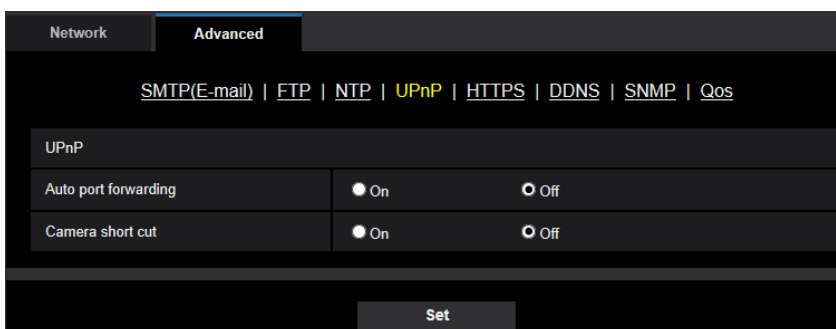 Network Advanced
SMTP(E-mail) | FTP | NTP | UPnP | HTTPS | DDNS | SNMP | Qos
UPnP
Auto port forwarding On Off
Camera short cut On Off
Set